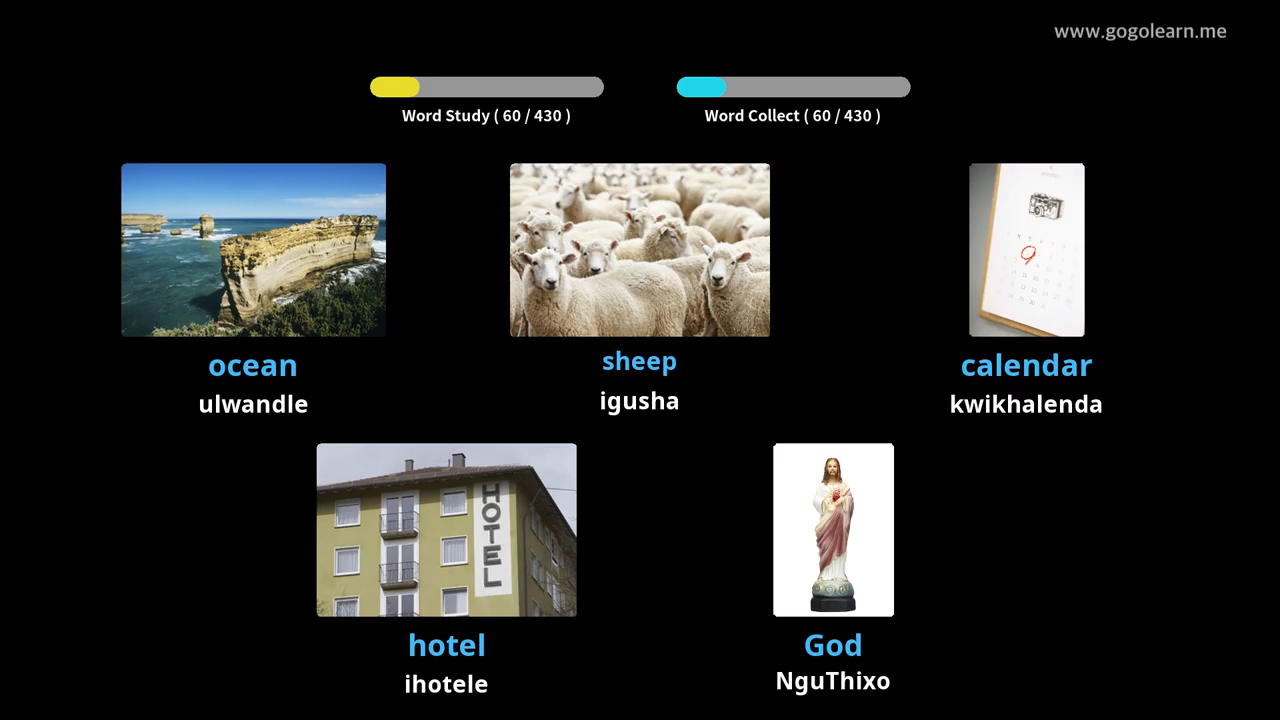 www.gogolearn.me
Word Study ( 60 / 430 )
Word Collect ( 60 / 430 )
ocean
ulwandle
sheep
igusha
calendar
kwikhalenda
HOTEL
hotel
ihotele
God
NguThixo